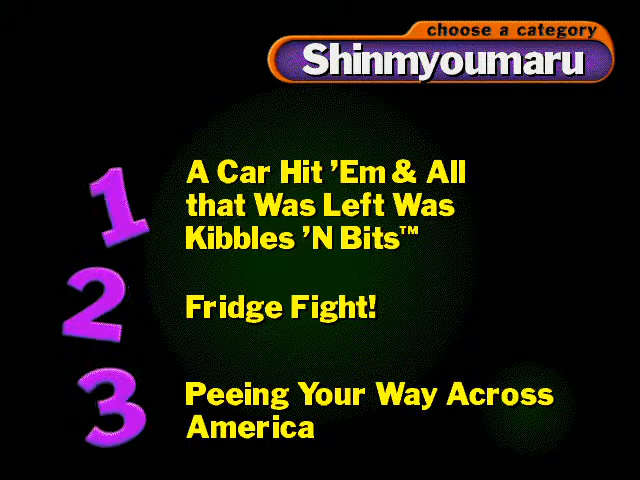 choose a category
Shinmyoumaru
1
A Car Hit 'Em & All
that Was Left Was
Kibbles 'N Bits™
2
Fridge Fight!
3
Peeing Your Way Across
America